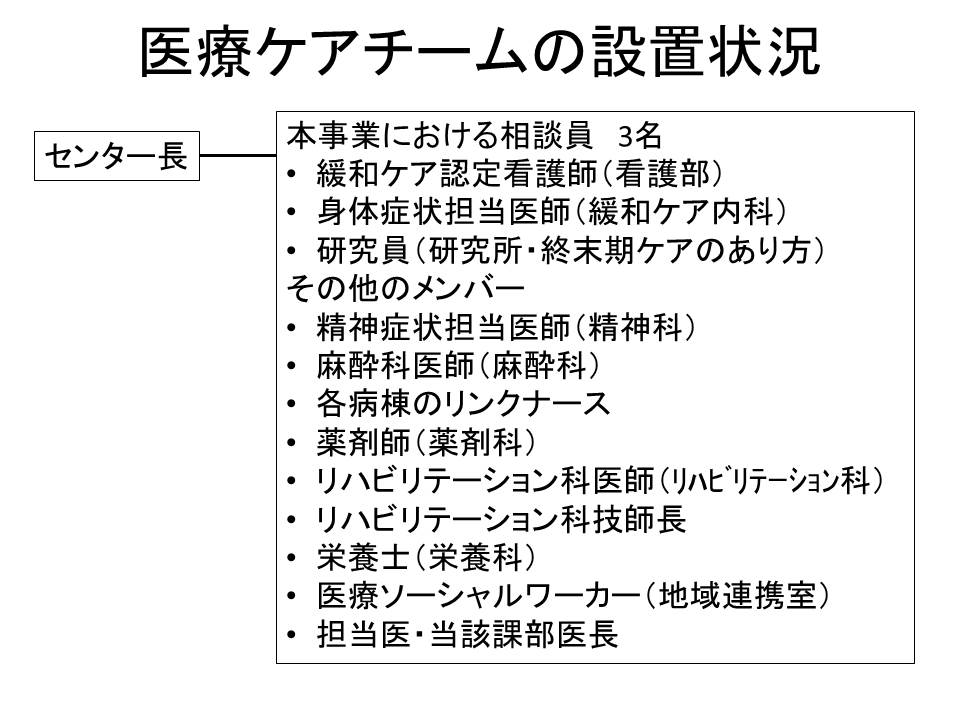 医療ケアチームの設置状況
センター長
本事業における相談員　3名
• 緩和ケア認定看護師（看護部）
• 身体症状担当医師（緩和ケア内科）
• 研究員（研究所・終末期ケアのあり方）
その他のメンバー
• 精神症状担当医師（精神科）
• 麻酔科医師（麻酔科）
• 各病棟のリンクナース
• 薬剤師（薬剤科）
• リハビリテーション科医師（ﾘﾊﾋﾞﾘﾃｰｼｮﾝ科）
• リハビリテーション科技師長
• 栄養士（栄養科）
• 医療ソーシャルワーカー（地域連携室）
• 担当医・当該課部医長